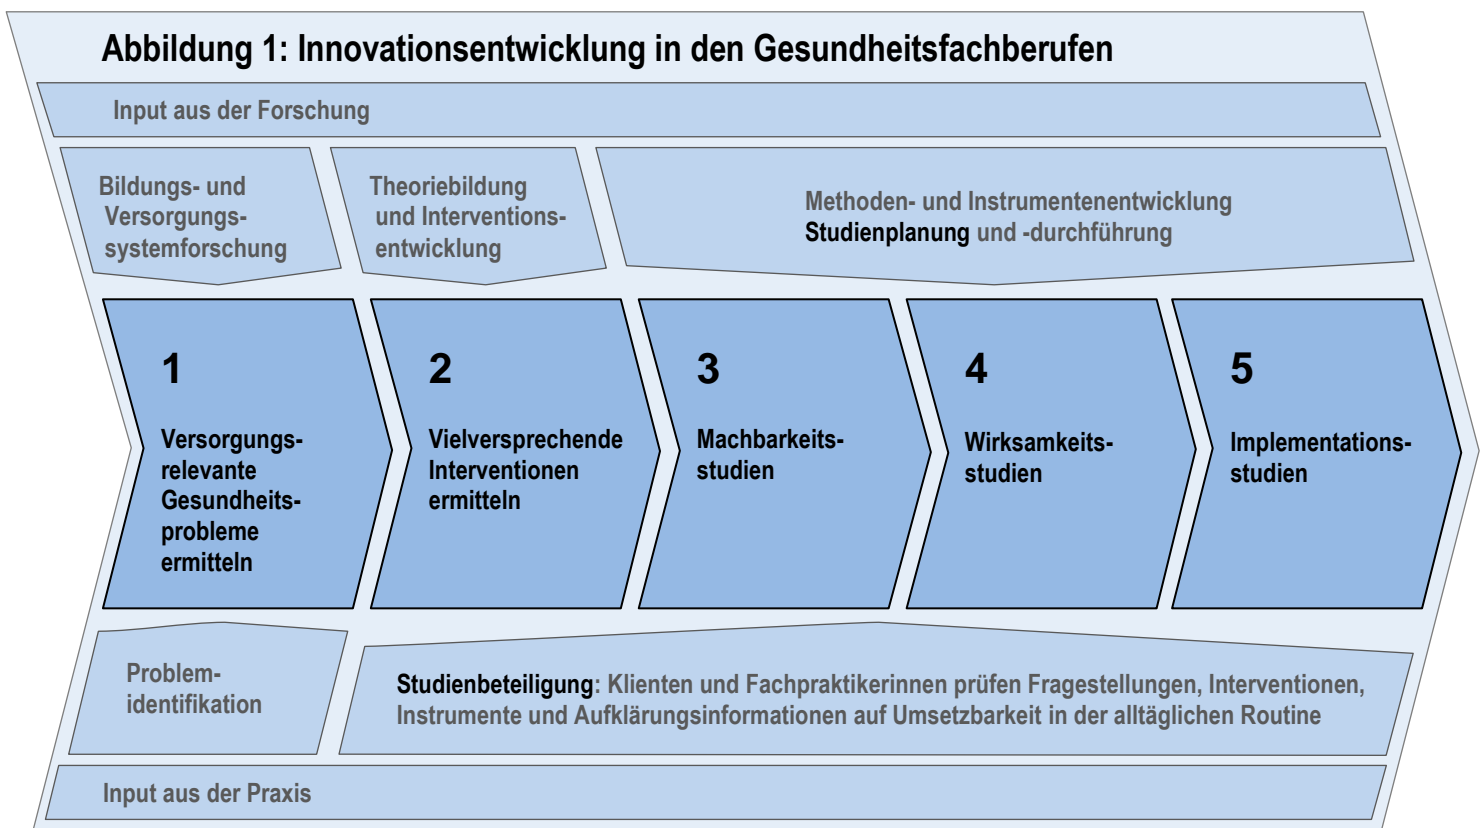 Abbildung 1: Innovationsentwicklung in den Gesundheitsfachberufen
Input aus der Forschung
Bildungs- und
Versorgungs-
systemforschung
Theoriebildung
und Interventions-
entwicklung
Methoden- und Instrumentenentwicklung
Studienplanung und -durchführung
1
Versorgungs-
relevante
Gesundheits-
probleme
ermitteln
2
Vielversprechende
Interventionen
ermitteln
3
Machbarkeits-
studien
4
Wirksamkeits-
studien
5
Implementations-
studien
Problem-
identifikation
Studienbeteiligung: Klienten und Fachpraktikerinnen prüfen Fragestellungen, Interventionen,
Instrumente und Aufklärungsinformationen auf Umsetzbarkeit in der alltäglichen Routine
Input aus der Praxis